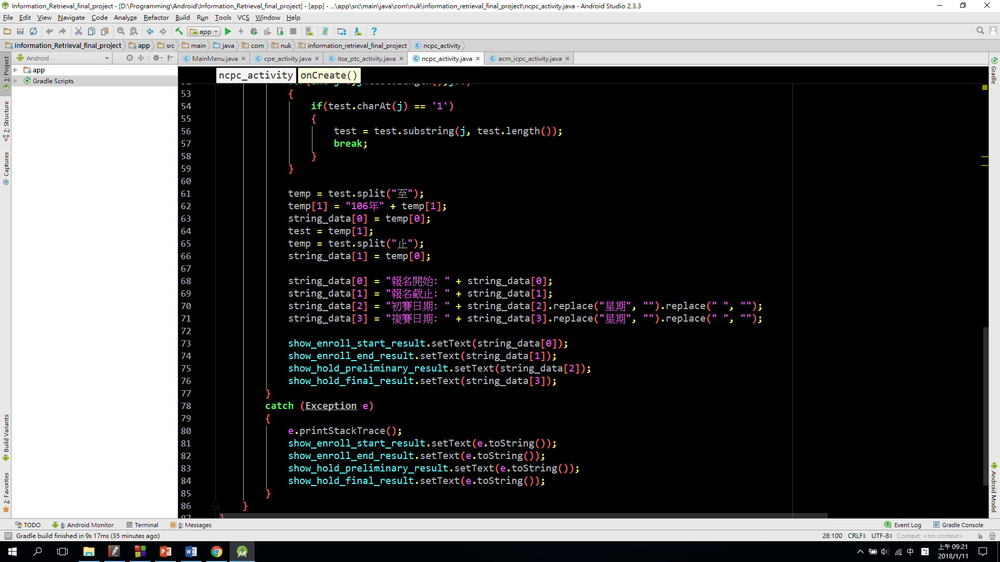 Information_Retrieval_final_project - [D:\Programming\Android\Information_Retrieval_final_project] - [app] - ...\app\src\main\java\com\nuk\information_retrieval_final_project\ncpc_activity.java - Android Studio 2.3.3
File Edit View Navigate Code Analyze Refactor Build Run Tools VCS Window Help
app
Information_Retrieval_final_project app src main java com nuk information_retrieval_final_project ncpc_activity
Android
MainMenu.java cpe_activity.java itsa_ptc_activity.java ncpc_activity.java acm_icpc_activity.java
app
Gradle Scripts
1: Project
7: Structure
Captures
Build Variants
2: Favorites
Gradle
Android Model
ncpc_activity onCreate()
53 {
54 if(test.charAt(j) == '1')
55 {
56 test = test.substring(j, test.length());
57 break;
58 }
59 }
60
61 temp = test.split("至");
62 temp[1] = "106年" + temp[1];
63 string_data[0] = temp[0];
64 test = temp[1];
65 temp = test.split("止");
66 string_data[1] = temp[0];
67
68 string_data[0] = "報名開始: " + string_data[0];
69 string_data[1] = "報名截止: " + string_data[1];
70 string_data[2] = "初賽日期: " + string_data[2].replace("星期", "").replace(" ", "");
71 string_data[3] = "複賽日期: " + string_data[3].replace("星期", "").replace(" ", "");
72
73 show_enroll_start_result.setText(string_data[0]);
74 show_enroll_end_result.setText(string_data[1]);
75 show_hold_preliminary_result.setText(string_data[2]);
76 show_hold_final_result.setText(string_data[3]);
77 }
78 catch (Exception e)
79 {
80 e.printStackTrace();
81 show_enroll_start_result.setText(e.toString());
82 show_enroll_end_result.setText(e.toString());
83 show_hold_preliminary_result.setText(e.toString());
84 show_hold_final_result.setText(e.toString());
85 }
86 }
87 }
TODO 6: Android Monitor Terminal 0: Messages 1 Event Log Gradle Console
Gradle build finished in 9s 17ms (35 minutes ago) 28:100 CRLF UTF-8 Context: <no context>
中 上午 09:21
2018/1/11